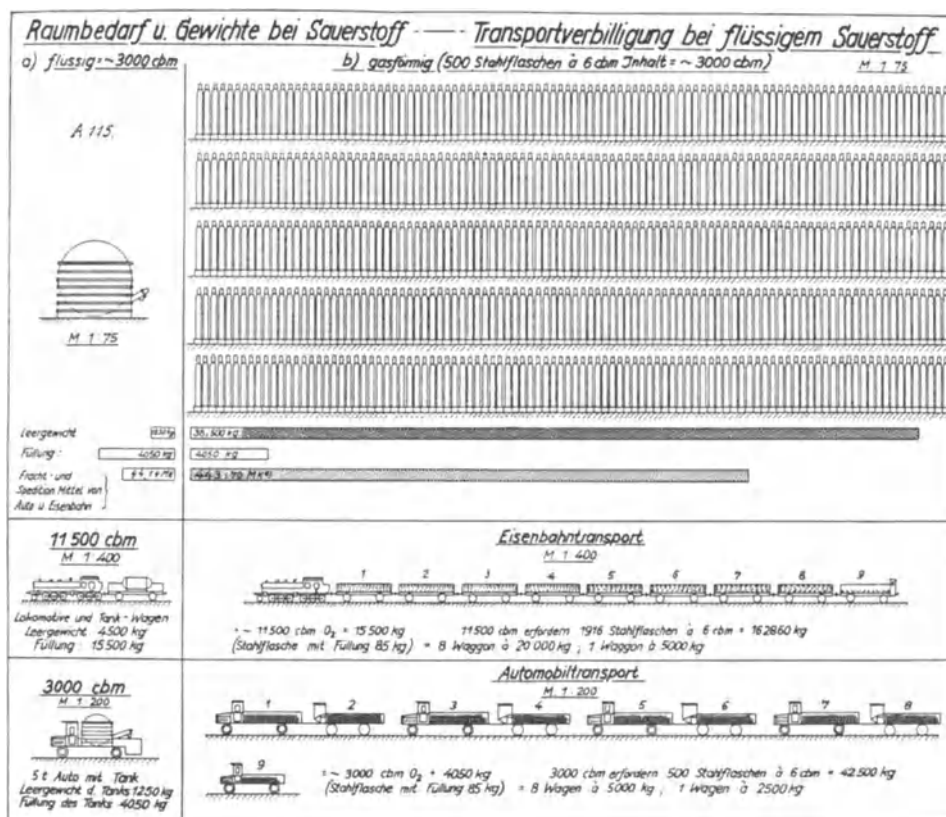 Raumbedarf u. Gewichte bei Sauerstoff — Transportverbilligung bei flüssigem Sauerstoff
a) flüssig = ~ 3000 cbm
b) gasförmig (500 Stahlflaschen à 6 cbm Inhalt = ~ 3000 cbm)
M. 1:75
A 115.
M 1:75
Leergewicht
kg
kg
Füllung:
4050 kg
4050 kg
Fracht- und
Spedition Mittel von
Auto u Eisenbahn
11500 cbm
M. 1:400
Lokomotive und Tank-Wagen
Leergewicht 4500 kg
Füllung: 15500 kg
Eisenbahntransport
M. 1:400
1 2 3 4 5 6 7 8 9
= ~ 11500 cbm O₂ = 15500 kg
11500 cbm erfordern 1916 Stahlflaschen à 6 cbm = 162860 kg
(Stahlflasche mit Füllung 85 kg) = 8 Waggon à 20000 kg; 1 Waggon à 5000 kg
3000 cbm
M 1:200
5 t Auto mit Tank
Leergewicht d. Tanks 1250 kg
Füllung des Tanks 4050 kg
Automobiltransport
M. 1:200
1 2 3 4 5 6 7 8
9
= ~ 3000 cbm O₂ = 4050 kg
3000 cbm erfordern 500 Stahlflaschen à 6 cbm = 42500 kg
(Stahlflasche mit Füllung 85 kg) = 8 Wagen à 5000 kg; 1 Wagen à 2500 kg